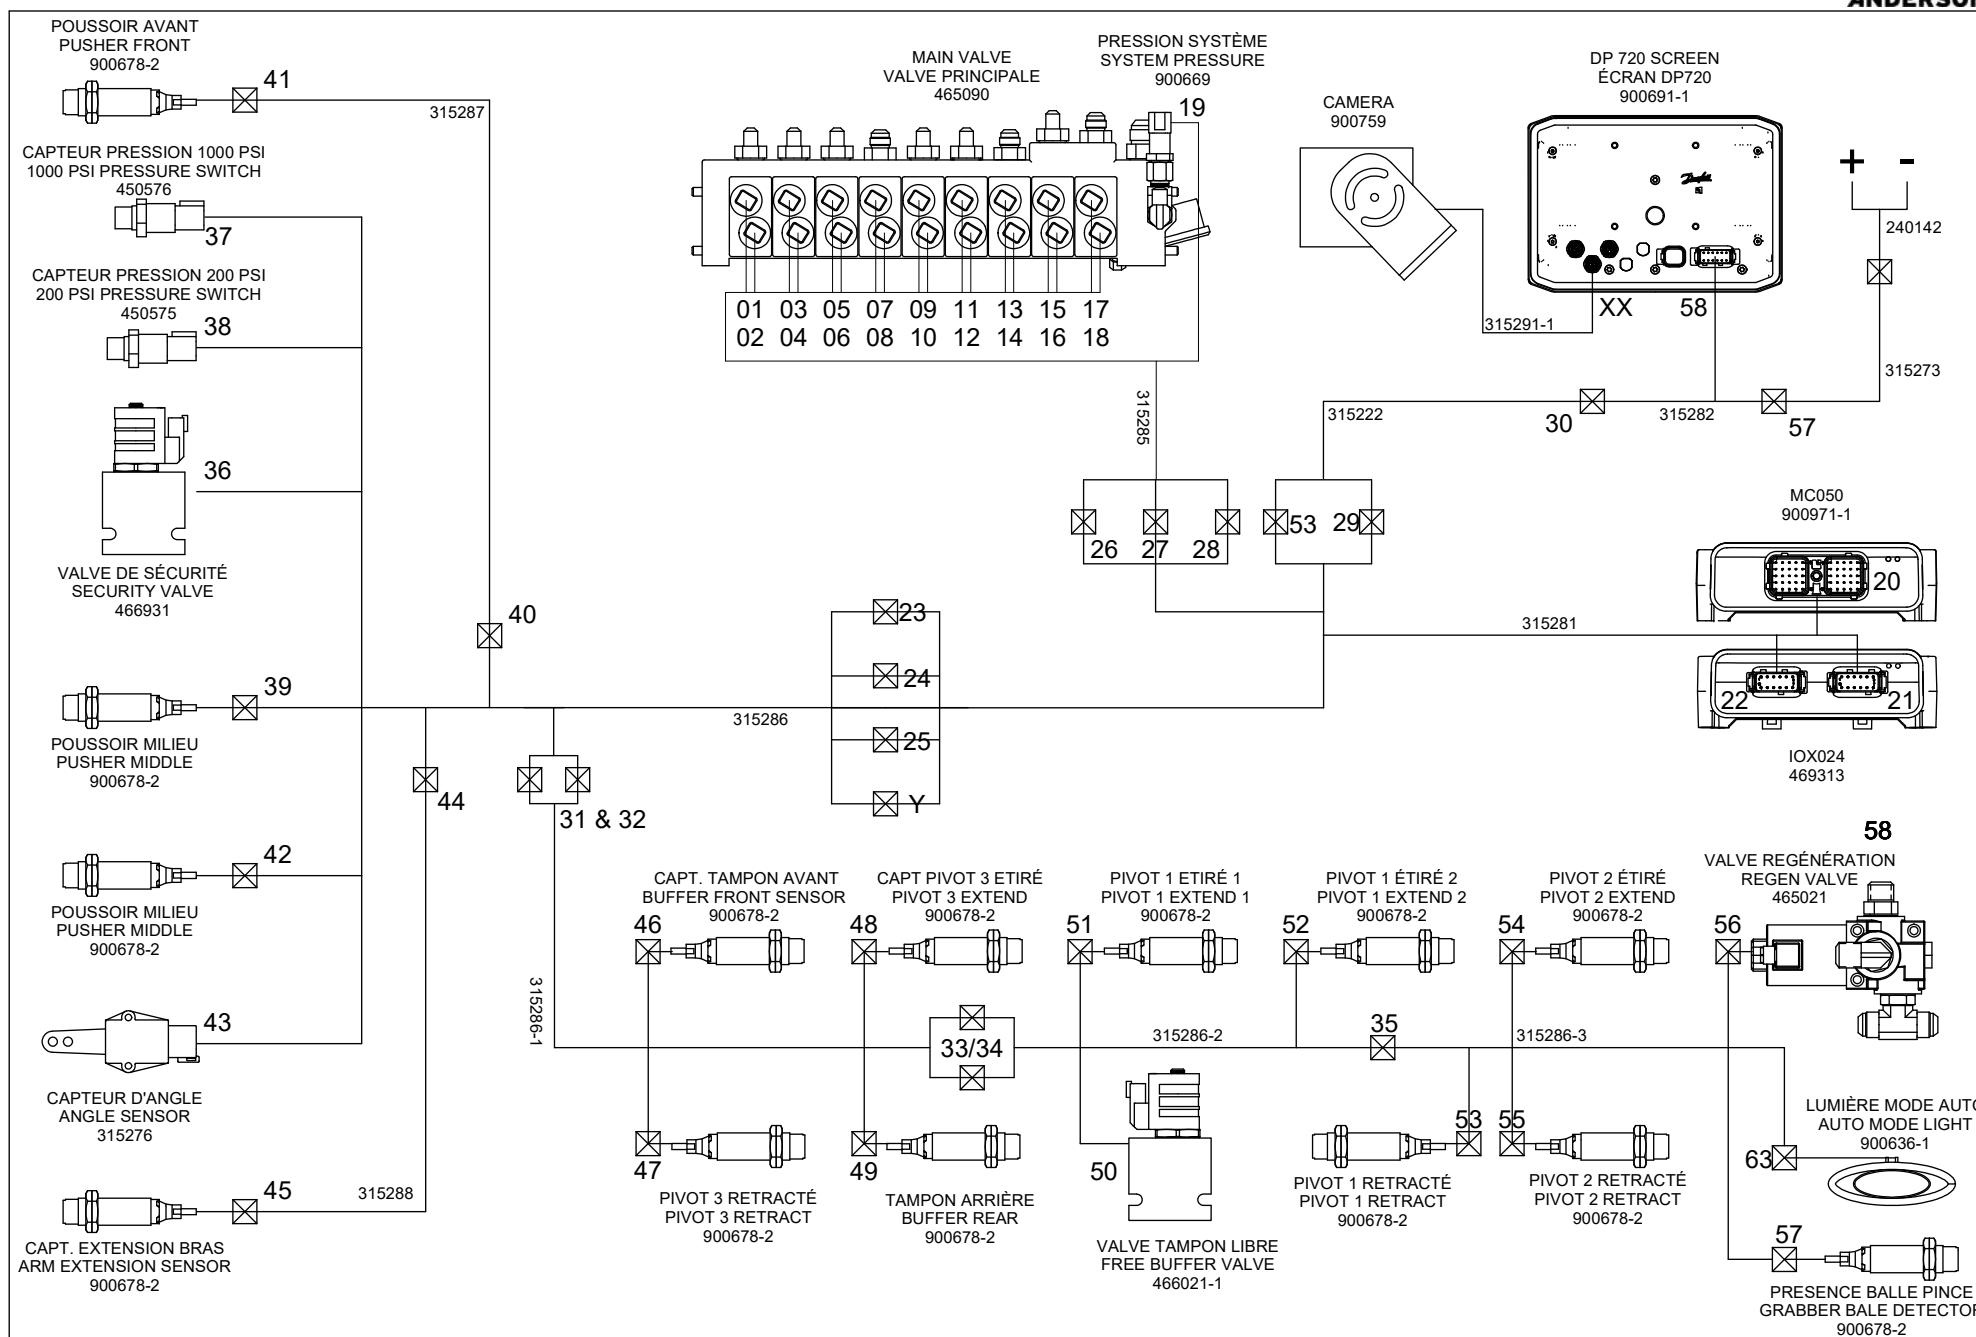 POUSSOIR AVANT
PUSHER FRONT
900678-2
41
315287
CAPTEUR PRESSION 1000 PSI
1000 PSI PRESSURE SWITCH
450576
37
CAPTEUR PRESSION 200 PSI
200 PSI PRESSURE SWITCH
450575
38
36
VALVE DE SÉCURITÉ
SECURITY VALVE
466931
40
39
POUSSOIR MILIEU
PUSHER MIDDLE
900678-2
44
42
POUSSOIR MILIEU
PUSHER MIDDLE
900678-2
43
CAPTEUR D'ANGLE
ANGLE SENSOR
315276
45
315288
CAPT. EXTENSION BRAS
ARM EXTENSION SENSOR
900678-2
MAIN VALVE
VALVE PRINCIPALE
465090
PRESSION SYSTÈME
SYSTEM PRESSURE
900669
19
01 03 05 07 09 11 13 15 17
02 04 06 08 10 12 14 16 18
315285
26 27 28
53 29
CAMERA
900759
315291-1
DP 720 SCREEN
ÉCRAN DP720
900691-1
Danfoss
XX 58
+ -
240142
315273
315222
30
315282
57
MC050
900971-1
20
315281
22 21
IOX024
469313
23
24
315286
25
Y
31 & 32
315286-1
CAPT. TAMPON AVANT
BUFFER FRONT SENSOR
900678-2
46
CAPT PIVOT 3 ETIRÉ
PIVOT 3 EXTEND
900678-2
48
PIVOT 1 ETIRÉ 1
PIVOT 1 EXTEND 1
900678-2
51
PIVOT 1 ÉTIRÉ 2
PIVOT 1 EXTEND 2
900678-2
52
PIVOT 2 ÉTIRÉ
PIVOT 2 EXTEND
900678-2
54
58
VALVE REGÉNÉRATION
REGEN VALVE
465021
56
33/34
315286-2
35
315286-3
47
PIVOT 3 RETRACTÉ
PIVOT 3 RETRACT
900678-2
49
TAMPON ARRIÈRE
BUFFER REAR
900678-2
50
VALVE TAMPON LIBRE
FREE BUFFER VALVE
466021-1
53
PIVOT 1 RETRACTÉ
PIVOT 1 RETRACT
900678-2
55
PIVOT 2 RETRACTÉ
PIVOT 2 RETRACT
900678-2
LUMIÈRE MODE AUTO
AUTO MODE LIGHT
900636-1
63
57
PRESENCE BALLE PINCE
GRABBER BALE DETECTOR
900678-2